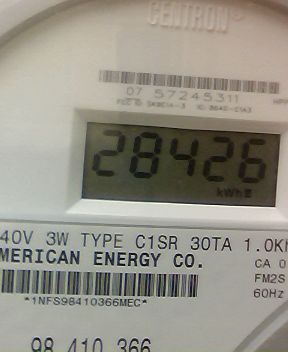 CENTRON®
07 57245311
28426
kWh
40V 3W TYPE C1SR 30TA 1.0K
MERICAN ENERGY CO.
CA 0
FM2S
60Hz
*1NFS98410366MEC*
98 410 366